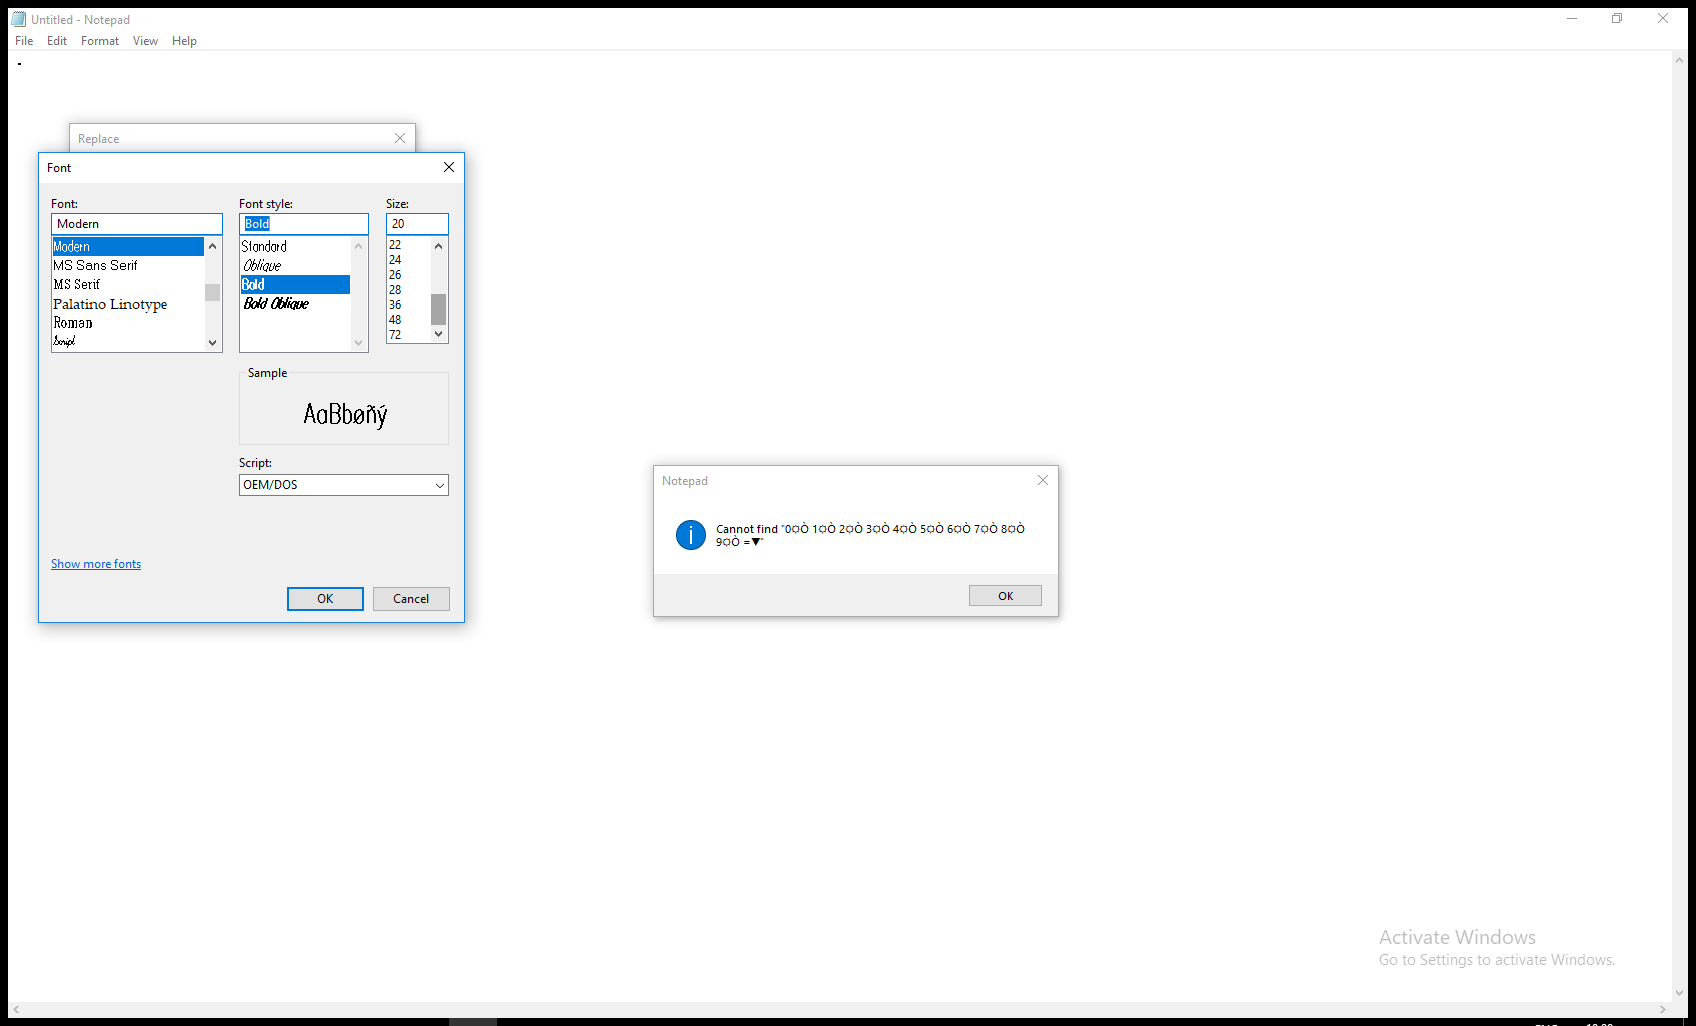 Untitled - Notepad
File Edit Format View Help
-
Replace
Font
Font:
Font style:
Size:
Modern
Bold
20
Modern
MS Sans Serif
MS Serif
Palatino Linotype
Roman
Script
Standard
Oblique
Bold
Bold Oblique
22
24
26
28
36
48
72
Sample
AaBbøñý
Script:
OEM/DOS
Show more fonts
OK
Cancel
Notepad
Cannot find "0¤Ò 1¤Ò 2¤Ò 3¤Ò 4¤Ò 5¤Ò 6¤Ò 7¤Ò 8¤Ò
9¤Ò =▼"
OK
Activate Windows
Go to Settings to activate Windows.